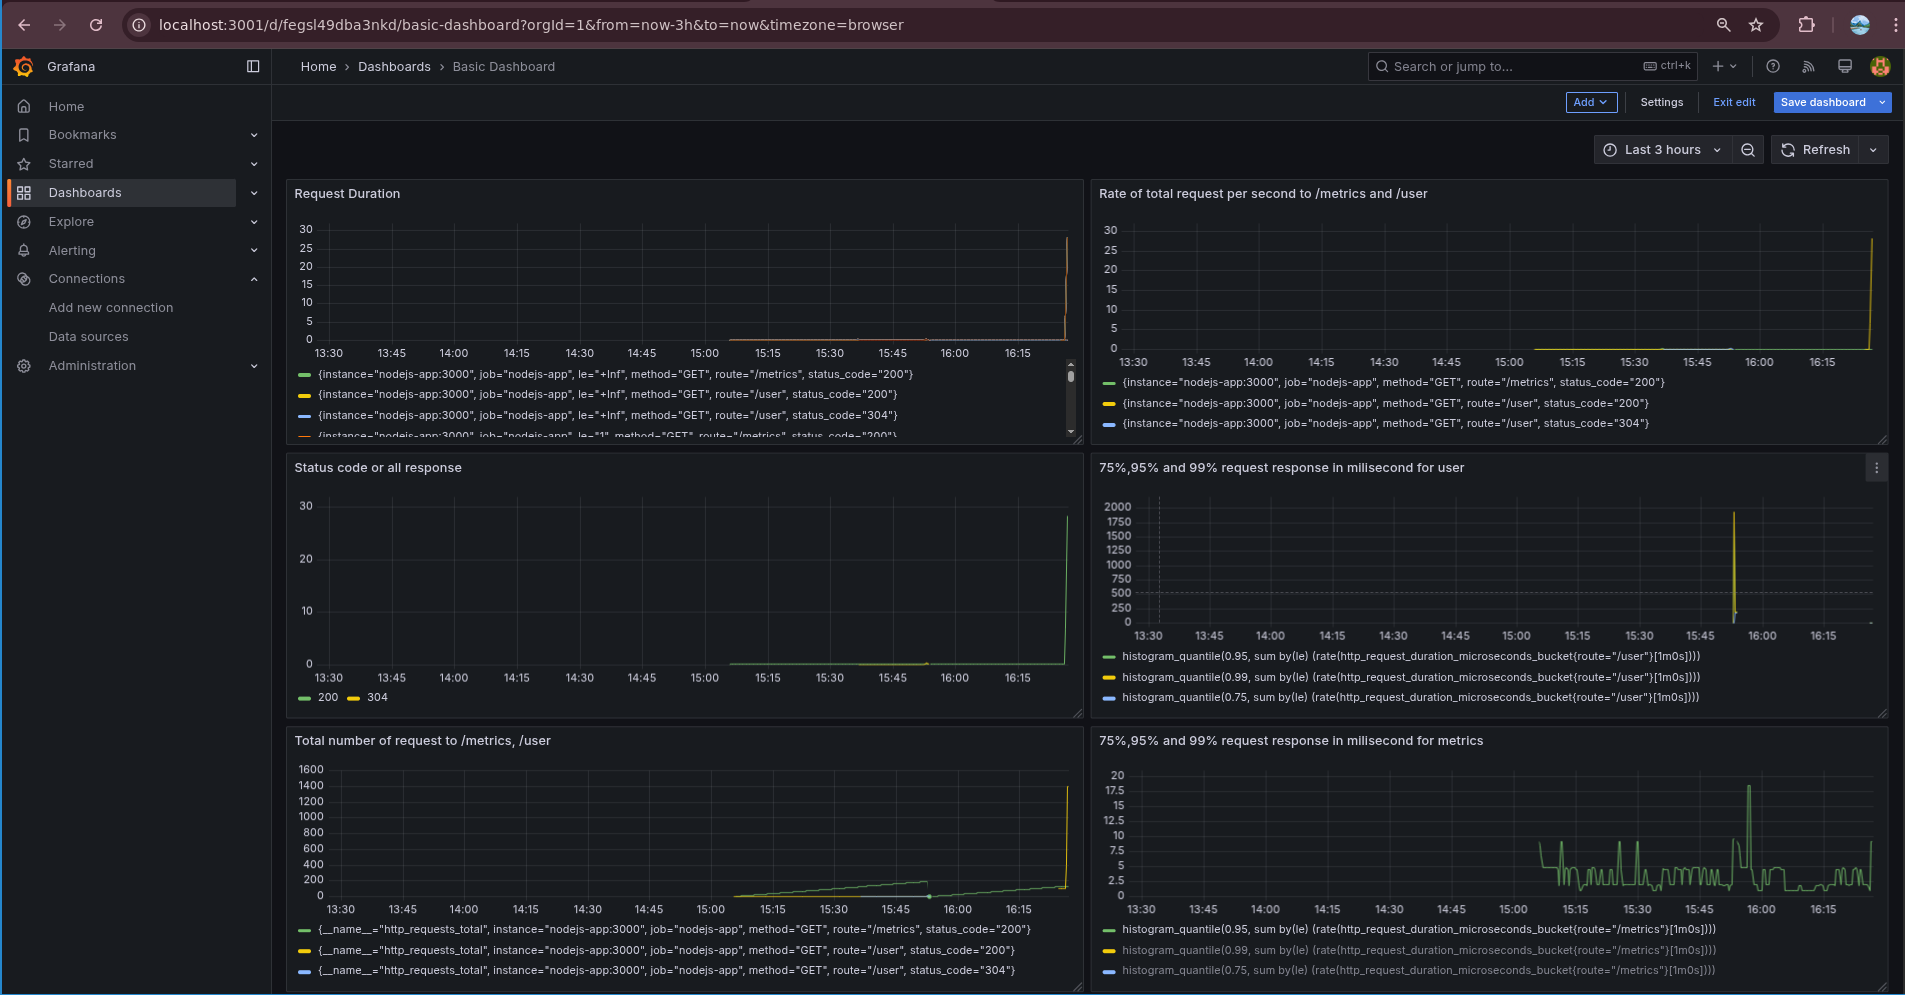 localhost:3001/d/fegsl49dba3nkd/basic-dashboard?orgId=1&from=now-3h&to=now&timezone=browser
Grafana
Home › Dashboards › Basic Dashboard
Search or jump to... ctrl+k
Home
Bookmarks
Starred
Dashboards
Explore
Alerting
Connections
Add new connection
Data sources
Administration
Add Settings Exit edit Save dashboard
Last 3 hours Refresh
Request Duration
30
25
20
15
10
5
0
13:30 13:45 14:00 14:15 14:30 14:45 15:00 15:15 15:30 15:45 16:00 16:15
{instance="nodejs-app:3000", job="nodejs-app", le="+Inf", method="GET", route="/metrics", status_code="200"}
{instance="nodejs-app:3000", job="nodejs-app", le="+Inf", method="GET", route="/user", status_code="200"}
{instance="nodejs-app:3000", job="nodejs-app", le="+Inf", method="GET", route="/user", status_code="304"}
{instance="nodejs-app:3000", job="nodejs-app", le="1", method="GET", route="/metrics", status_code="200"}
Rate of total request per second to /metrics and /user
30
25
20
15
10
5
0
13:30 13:45 14:00 14:15 14:30 14:45 15:00 15:15 15:30 15:45 16:00 16:15
{instance="nodejs-app:3000", job="nodejs-app", method="GET", route="/metrics", status_code="200"}
{instance="nodejs-app:3000", job="nodejs-app", method="GET", route="/user", status_code="200"}
{instance="nodejs-app:3000", job="nodejs-app", method="GET", route="/user", status_code="304"}
Status code or all response
30
20
10
0
13:30 13:45 14:00 14:15 14:30 14:45 15:00 15:15 15:30 15:45 16:00 16:15
200 304
75%,95% and 99% request response in milisecond for user
2000
1750
1500
1250
1000
750
500
250
0
13:30 13:45 14:00 14:15 14:30 14:45 15:00 15:15 15:30 15:45 16:00 16:15
histogram_quantile(0.95, sum by(le) (rate(http_request_duration_microseconds_bucket{route="/user"}[1m0s])))
histogram_quantile(0.99, sum by(le) (rate(http_request_duration_microseconds_bucket{route="/user"}[1m0s])))
histogram_quantile(0.75, sum by(le) (rate(http_request_duration_microseconds_bucket{route="/user"}[1m0s])))
Total number of request to /metrics, /user
1600
1400
1200
1000
800
600
400
200
0
13:30 13:45 14:00 14:15 14:30 14:45 15:00 15:15 15:30 15:45 16:00 16:15
{__name__="http_requests_total", instance="nodejs-app:3000", job="nodejs-app", method="GET", route="/metrics", status_code="200"}
{__name__="http_requests_total", instance="nodejs-app:3000", job="nodejs-app", method="GET", route="/user", status_code="200"}
{__name__="http_requests_total", instance="nodejs-app:3000", job="nodejs-app", method="GET", route="/user", status_code="304"}
75%,95% and 99% request response in milisecond for metrics
20
17.5
15
12.5
10
7.5
5
2.5
0
13:30 13:45 14:00 14:15 14:30 14:45 15:00 15:15 15:30 15:45 16:00 16:15
histogram_quantile(0.95, sum by(le) (rate(http_request_duration_microseconds_bucket{route="/metrics"}[1m0s])))
histogram_quantile(0.99, sum by(le) (rate(http_request_duration_microseconds_bucket{route="/metrics"}[1m0s])))
histogram_quantile(0.75, sum by(le) (rate(http_request_duration_microseconds_bucket{route="/metrics"}[1m0s])))